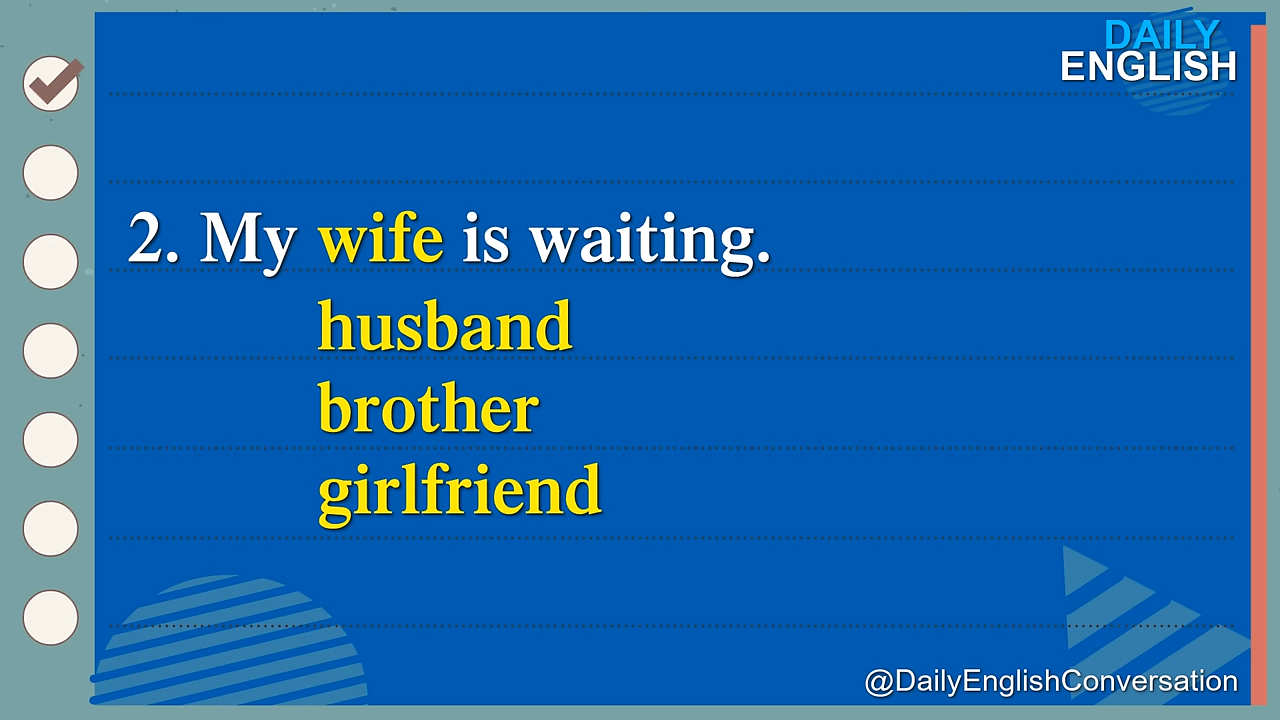 DAILY
ENGLISH
2. My wife is waiting.
husband
brother
girlfriend
@DailyEnglishConversation